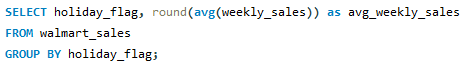 SELECT holiday_flag, round(avg(weekly_sales)) as avg_weekly_sales
FROM walmart_sales
GROUP BY holiday_flag;